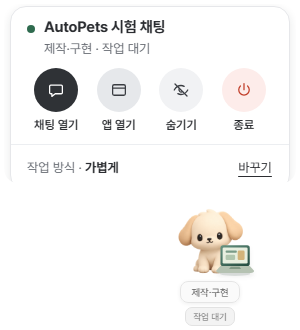 AutoPets 시험 채팅
제작·구현 · 작업 대기
채팅 열기 앱 열기 숨기기 종료
작업 방식 · 가볍게 바꾸기
제작·구현
작업 대기